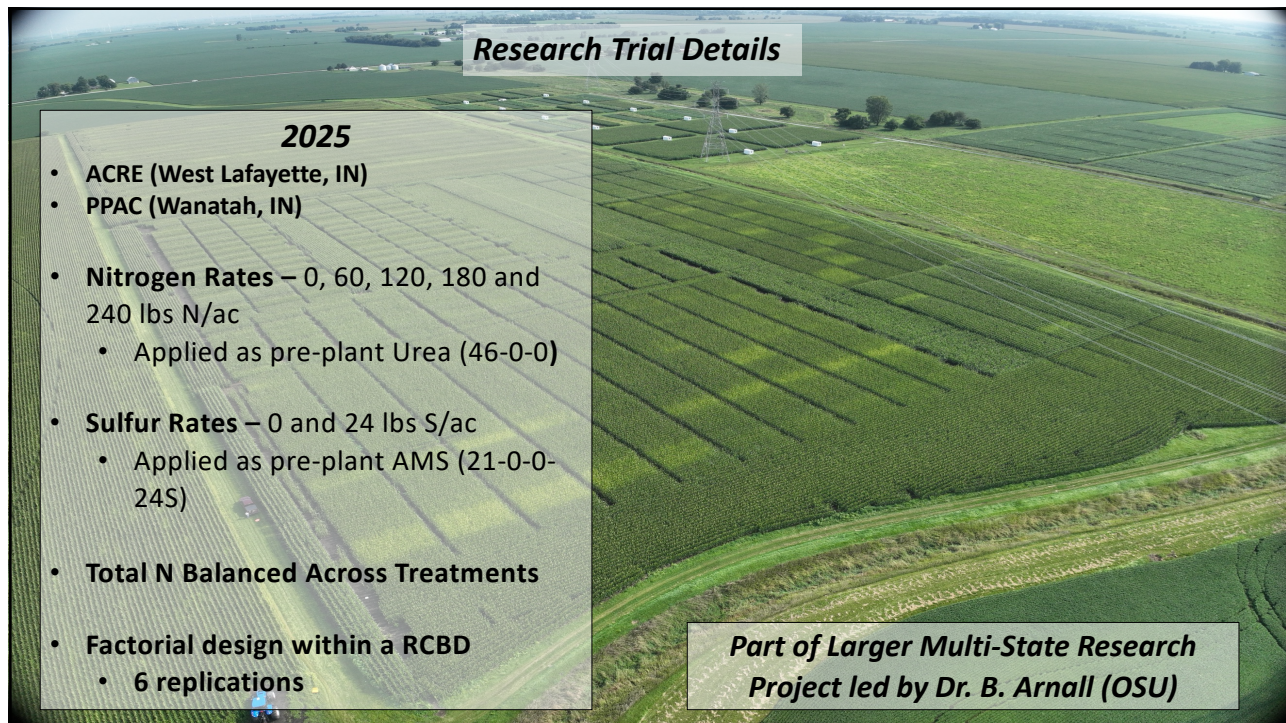 Research Trial Details
2025
• ACRE (West Lafayette, IN)
• PPAC (Wanatah, IN)
• Nitrogen Rates – 0, 60, 120, 180 and
240 lbs N/ac
• Applied as pre-plant Urea (46-0-0)
• Sulfur Rates – 0 and 24 lbs S/ac
• Applied as pre-plant AMS (21-0-0-
24S)
• Total N Balanced Across Treatments
• Factorial design within a RCBD
• 6 replications
Part of Larger Multi-State Research
Project led by Dr. B. Arnall (OSU)